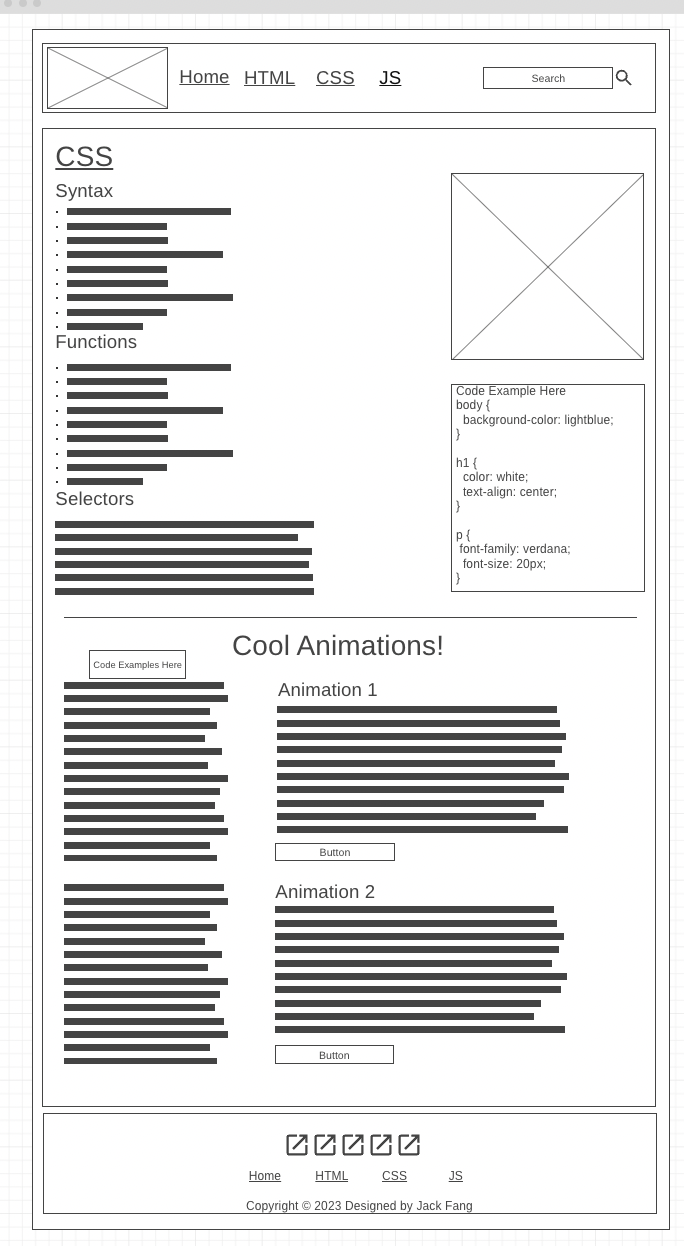 Home HTML CSS JS Search
CSS
Syntax
Functions
Selectors
Code Example Here
body {
  background-color: lightblue;
}

h1 {
  color: white;
  text-align: center;
}

p {
 font-family: verdana;
  font-size: 20px;
}
Cool Animations!
Code Examples Here
Animation 1
Button
Animation 2
Button
Home HTML CSS JS
Copyright © 2023 Designed by Jack Fang